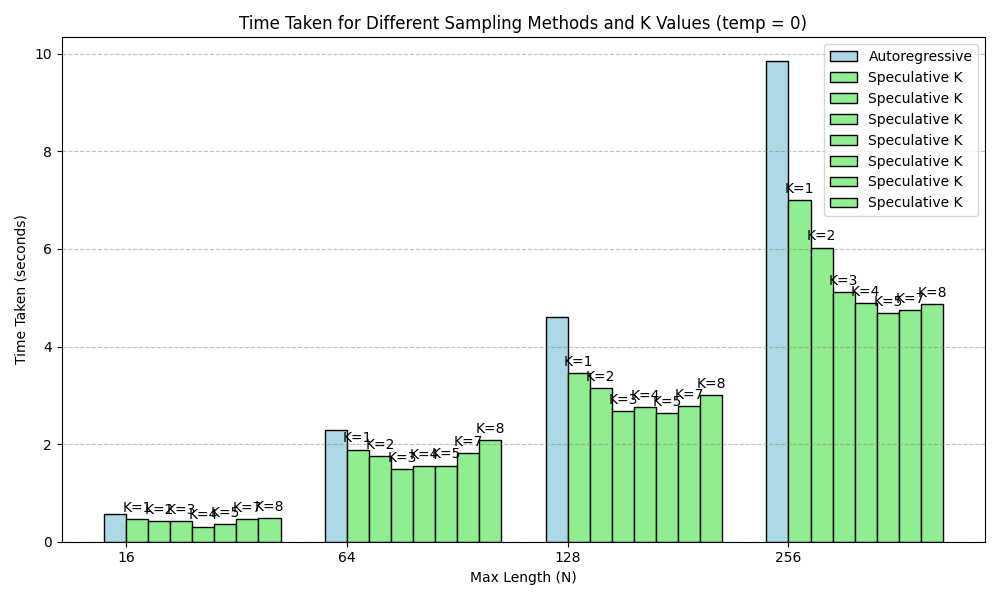 Time Taken for Different Sampling Methods and K Values (temp = 0)
Time Taken (seconds)
10
8
6
4
2
0
Autoregressive
Speculative K
Speculative K
Speculative K
Speculative K
Speculative K
Speculative K
Speculative K
K=1
K=2
K=3
K=4
K=5
K=7
K=8
K=1
K=2
K=3
K=4
K=5
K=7
K=8
K=1
K=2
K=3
K=4
K=5
K=7
K=8
K=1
K=2
K=3
K=4
K=5
K=7
K=8
16
64
128
256
Max Length (N)